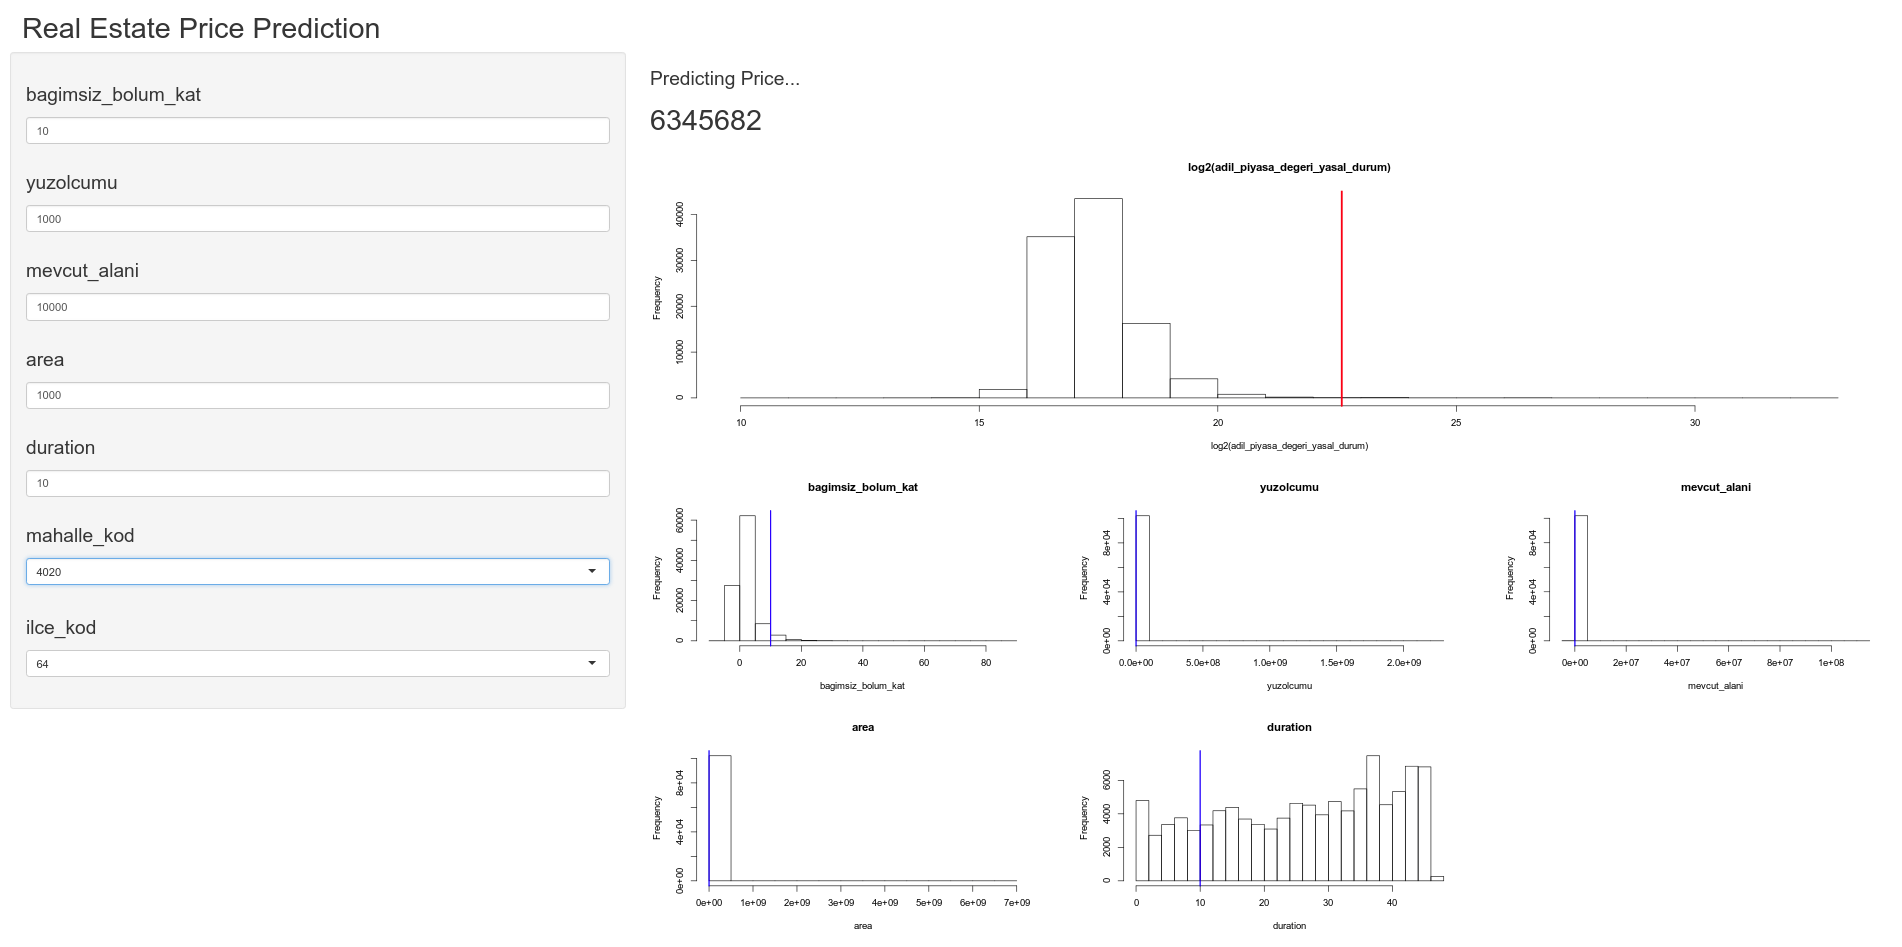 Real Estate Price Prediction
bagimsiz_bolum_kat
10
yuzolcumu
1000
mevcut_alani
10000
area
1000
duration
10
mahalle_kod
4020
ilce_kod
64
Predicting Price...
6345682
log2(adil_piyasa_degeri_yasal_durum)
Frequency
0 10000 20000 30000 40000
10 15 20 25 30
log2(adil_piyasa_degeri_yasal_durum)
bagimsiz_bolum_kat
Frequency
0 20000 40000 60000
0 20 40 60 80
bagimsiz_bolum_kat
yuzolcumu
Frequency
0e+00 4e+04 8e+04
0.0e+00 5.0e+08 1.0e+09 1.5e+09 2.0e+09
yuzolcumu
mevcut_alani
Frequency
0e+00 4e+04 8e+04
0e+00 2e+07 4e+07 6e+07 8e+07 1e+08
mevcut_alani
area
Frequency
0e+00 4e+04 8e+04
0e+00 1e+09 2e+09 3e+09 4e+09 5e+09 6e+09 7e+09
area
duration
Frequency
0 2000 4000 6000
0 10 20 30 40
duration